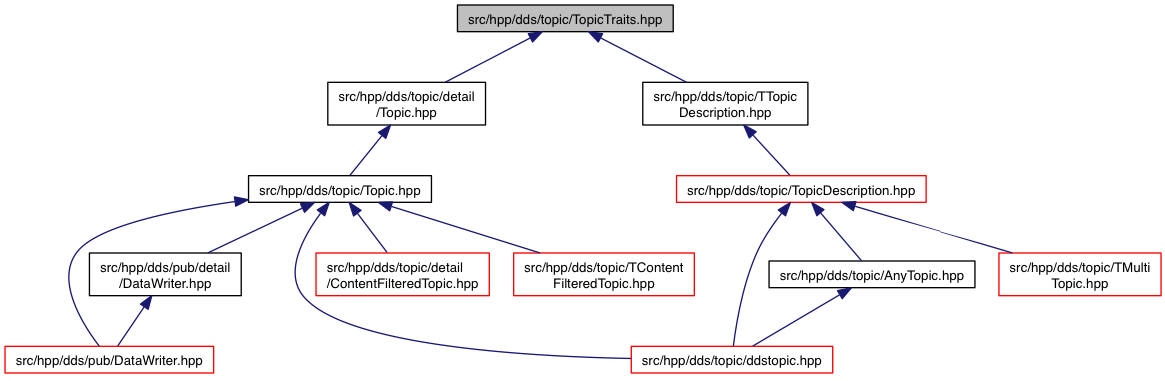 src/hpp/dds/topic/TopicTraits.hpp
src/hpp/dds/topic/detail
/Topic.hpp
src/hpp/dds/topic/TTopic
Description.hpp
src/hpp/dds/topic/Topic.hpp
src/hpp/dds/topic/TopicDescription.hpp
src/hpp/dds/pub/detail
/DataWriter.hpp
src/hpp/dds/topic/detail
/ContentFilteredTopic.hpp
src/hpp/dds/topic/TContent
FilteredTopic.hpp
src/hpp/dds/topic/AnyTopic.hpp
src/hpp/dds/topic/TMulti
Topic.hpp
src/hpp/dds/pub/DataWriter.hpp
src/hpp/dds/topic/ddstopic.hpp